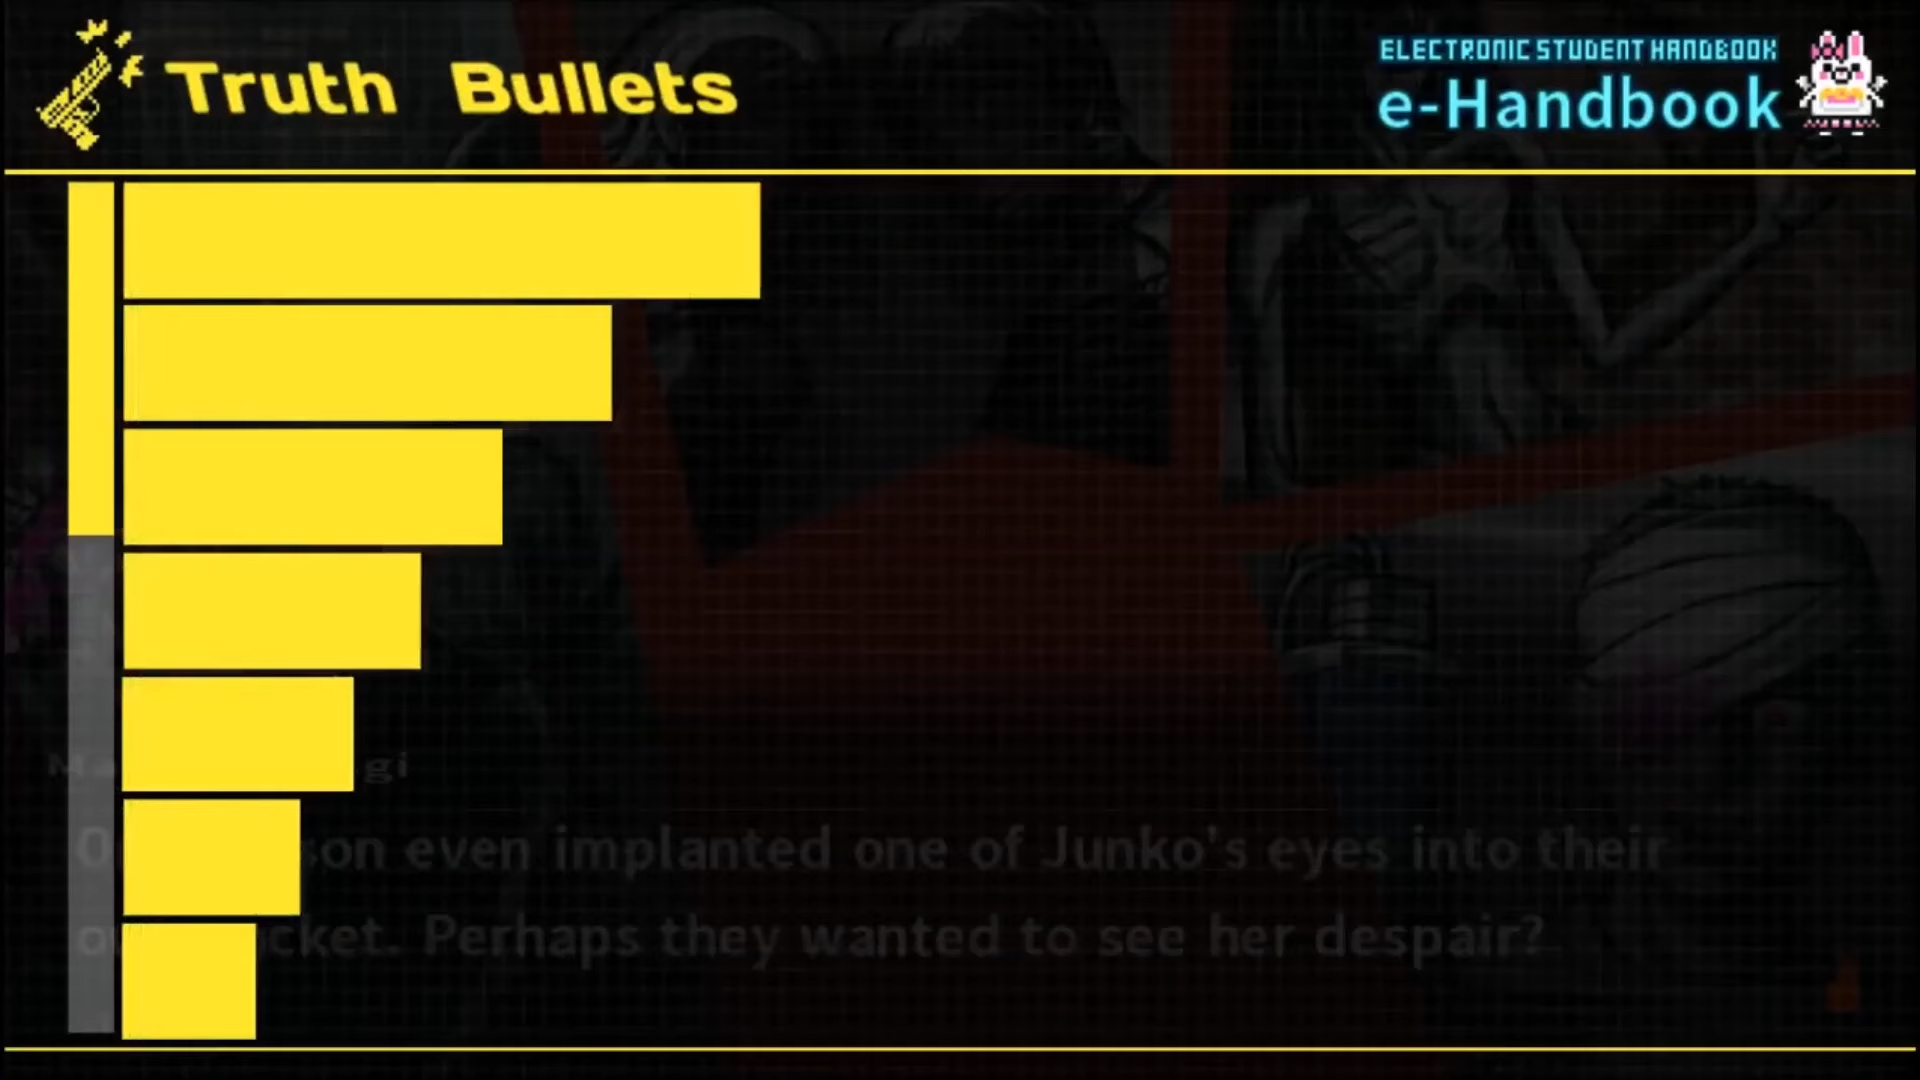 Truth Bullets
ELECTRONIC STUDENT HANDBOOK
e-Handbook
gi
son even implanted one of Junko's eyes into their
cket. Perhaps they wanted to see her despair?